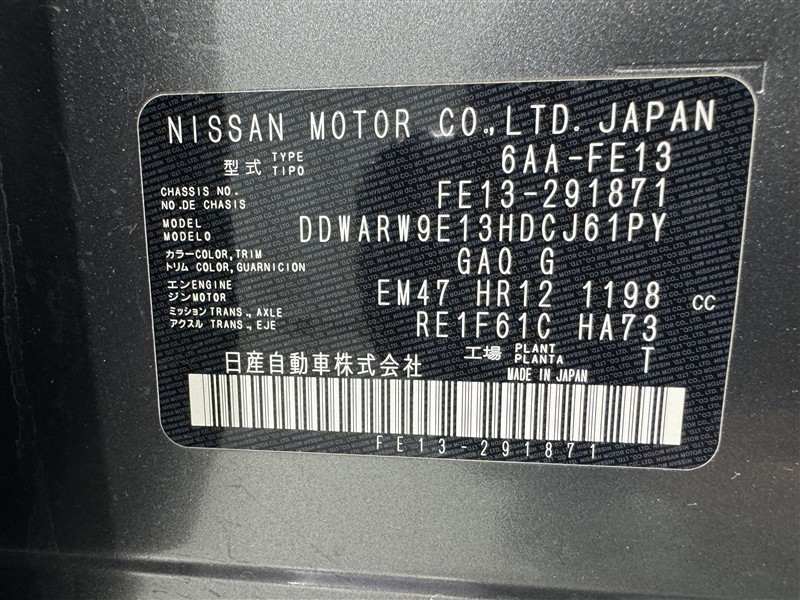 NISSAN MOTOR CO.,LTD. JAPAN
型式 TYPE TIPO 6AA-FE13
CHASSIS NO. NO.DE CHASIS FE13-291871
MODEL MODELO DDWARW9E13HDCJ61PY
カラー COLOR,TRIM トリム COLOR,GUARNICION GAQ G
エンジン ENGINE MOTOR EM47 HR12 1198 CC
ミッション TRANS.,AXLE アクスル TRANS.,EJE RE1F61C HA73
工場 PLANT PLANTA T
日産自動車株式会社 MADE IN JAPAN
FE13-291871